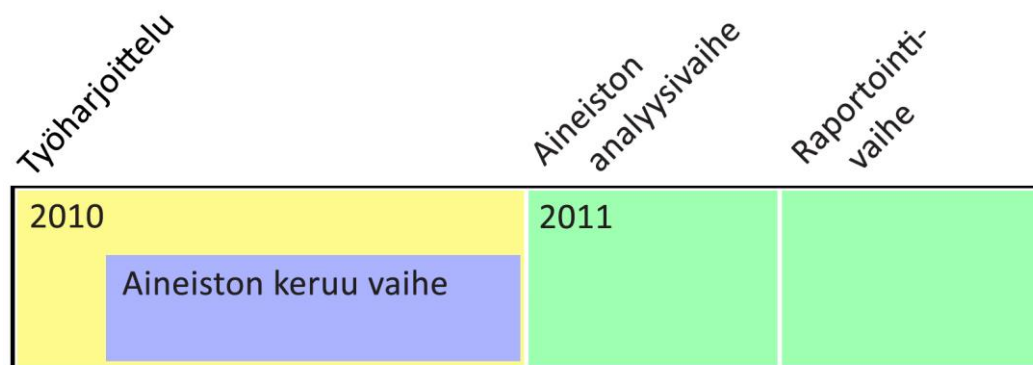 Työharjoittelu
Aineiston
analyysivaihe
Raportointi-
vaihe
2010
2011
Aineiston keruu vaihe